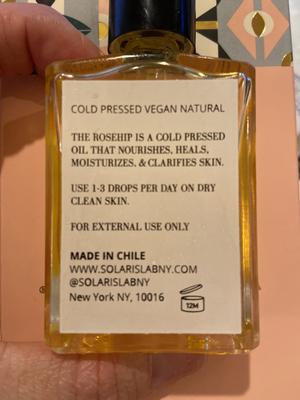 COLD PRESSED VEGAN NATURAL
THE ROSEHIP IS A COLD PRESSED
OIL THAT NOURISHES, HEALS,
MOISTURIZES, & CLARIFIES SKIN.
USE 1-3 DROPS PER DAY ON DRY
CLEAN SKIN.
FOR EXTERNAL USE ONLY
MADE IN CHILE
WWW.SOLARISLABNY.COM
@SOLARISLABNY
New York NY, 10016
12M